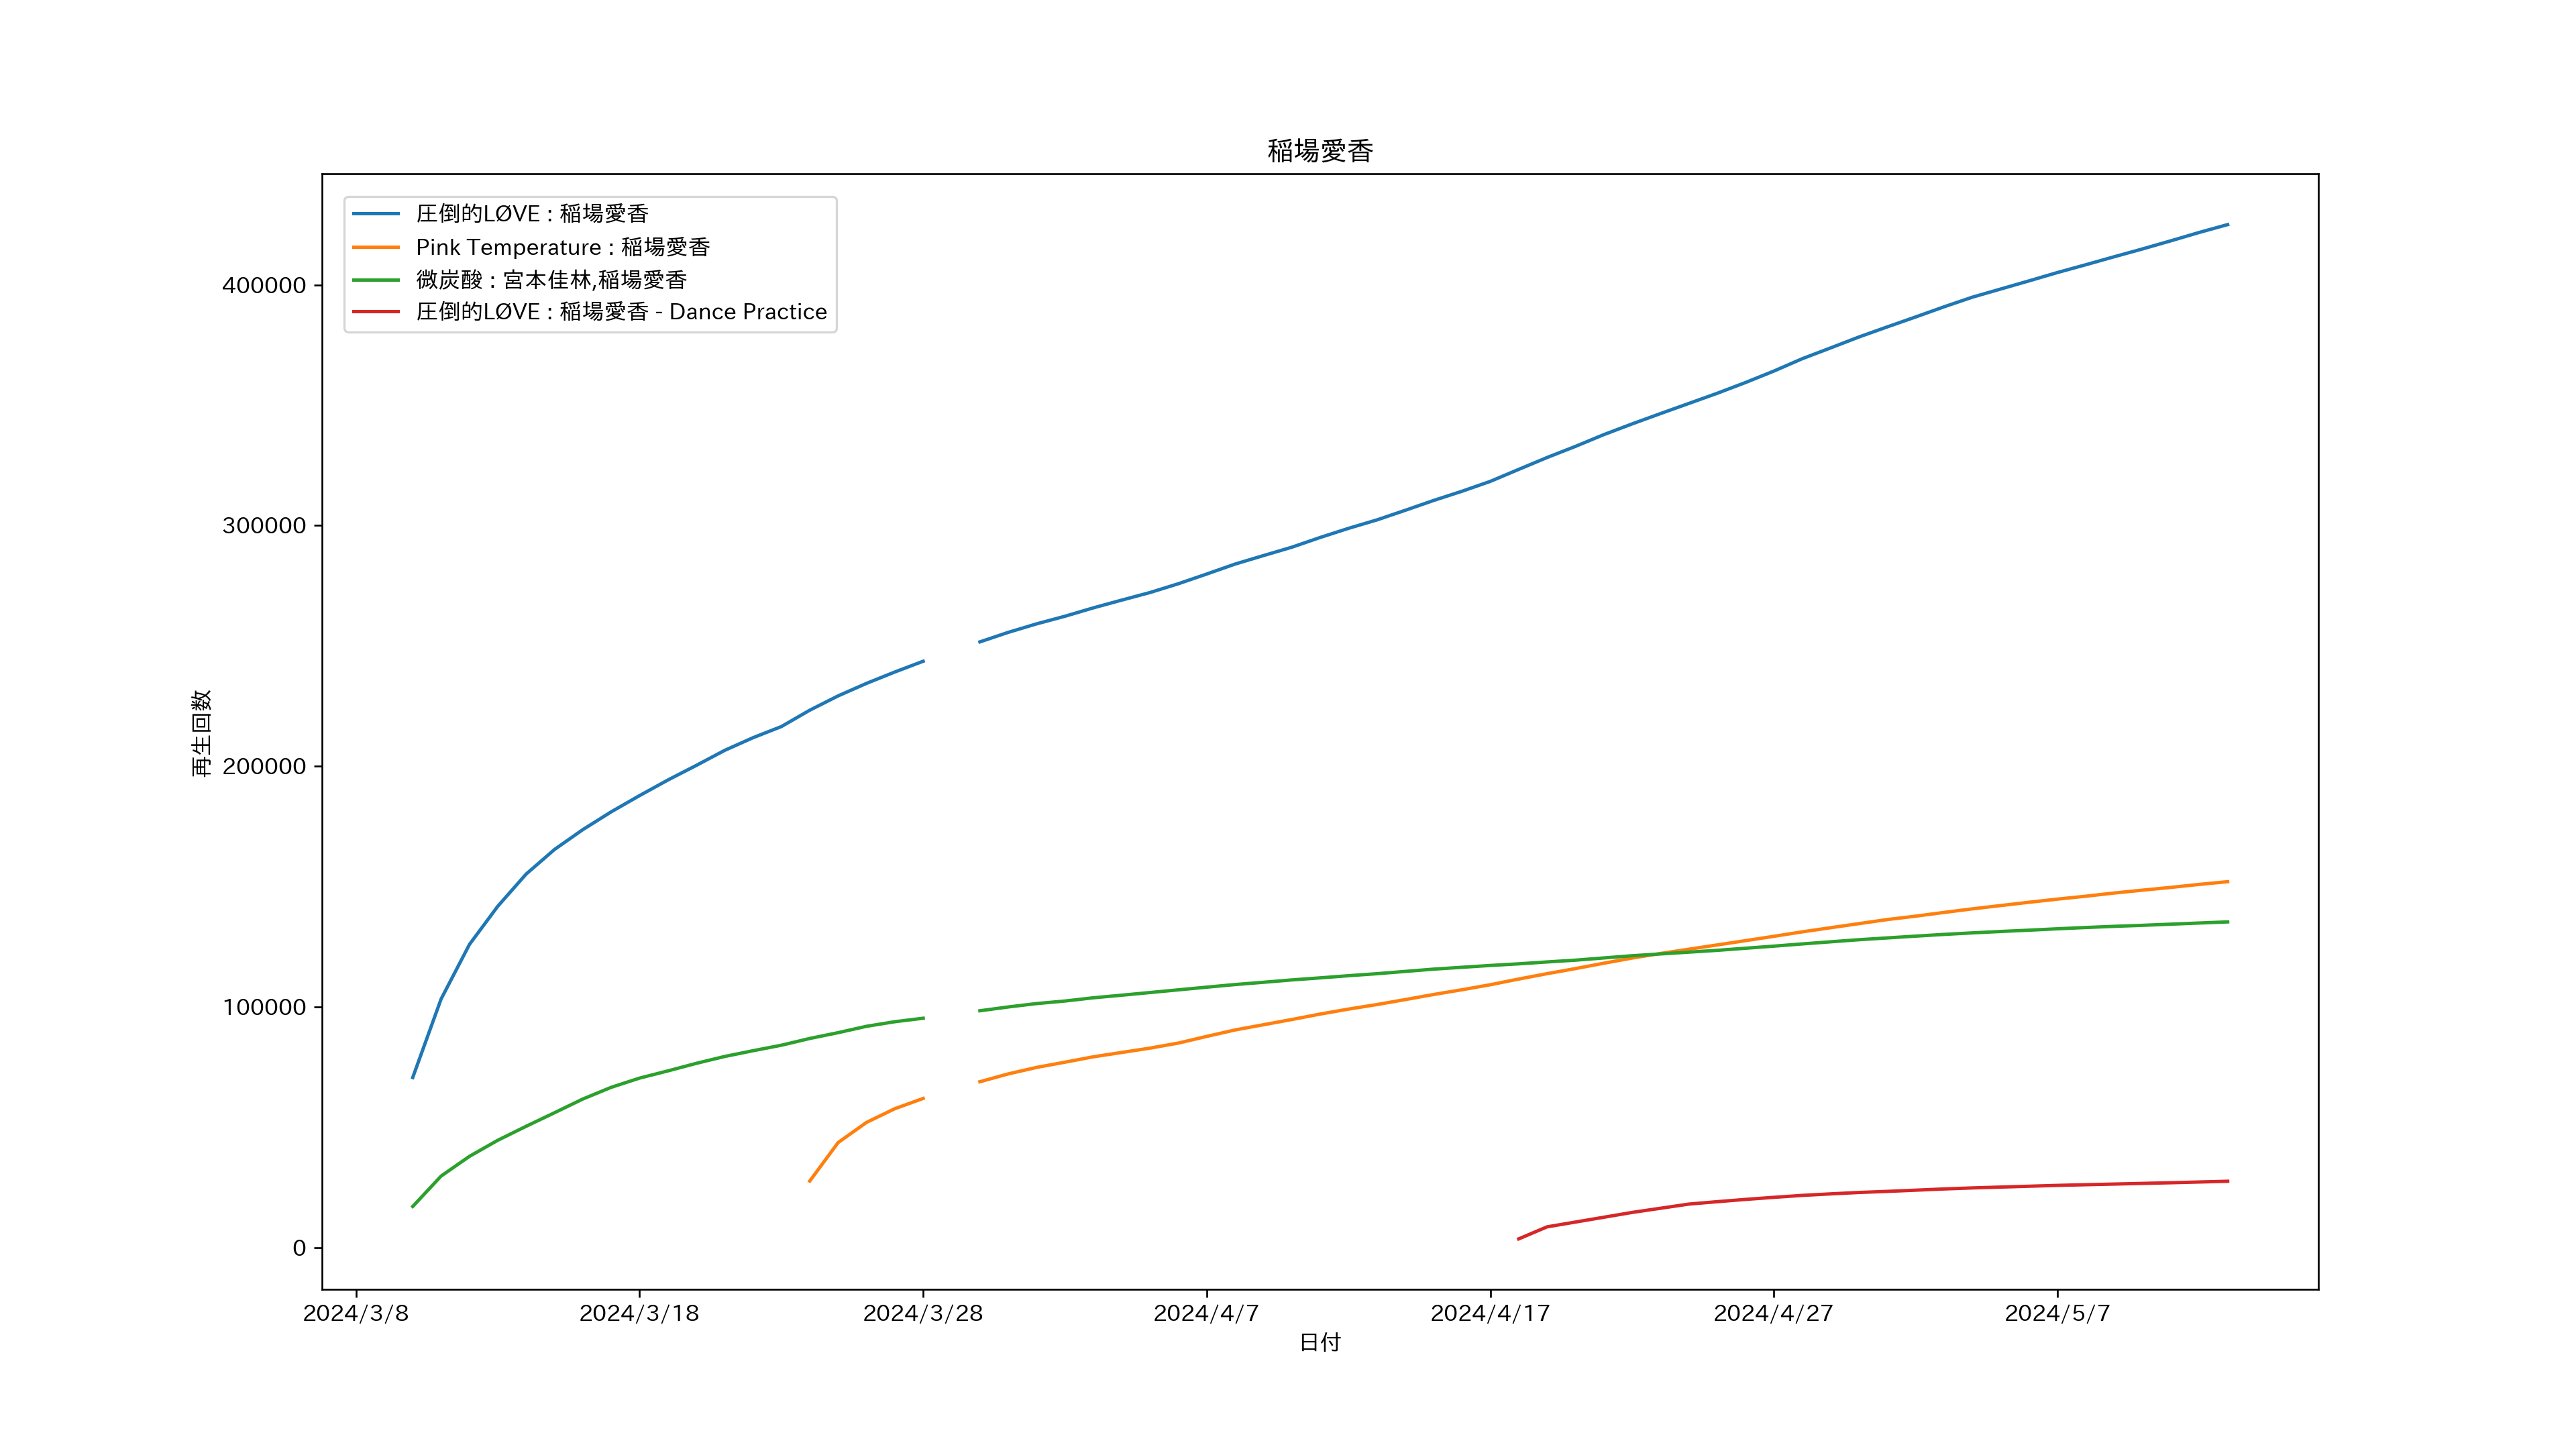 稲場愛香
圧倒的LØVE : 稲場愛香
Pink Temperature : 稲場愛香
微炭酸 : 宮本佳林,稲場愛香
圧倒的LØVE : 稲場愛香 - Dance Practice
再生回数
400000
300000
200000
100000
0
2024/3/8 2024/3/18 2024/3/28 2024/4/7 2024/4/17 2024/4/27 2024/5/7
日付